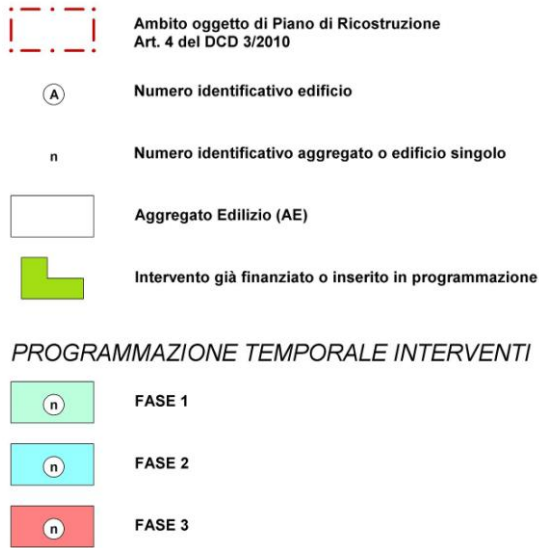 Ambito oggetto di Piano di Ricostruzione
Art. 4 del DCD 3/2010
A
Numero identificativo edificio
n
Numero identificativo aggregato o edificio singolo
Aggregato Edilizio (AE)
Intervento già finanziato o inserito in programmazione
PROGRAMMAZIONE TEMPORALE INTERVENTI
n
FASE 1
n
FASE 2
n
FASE 3